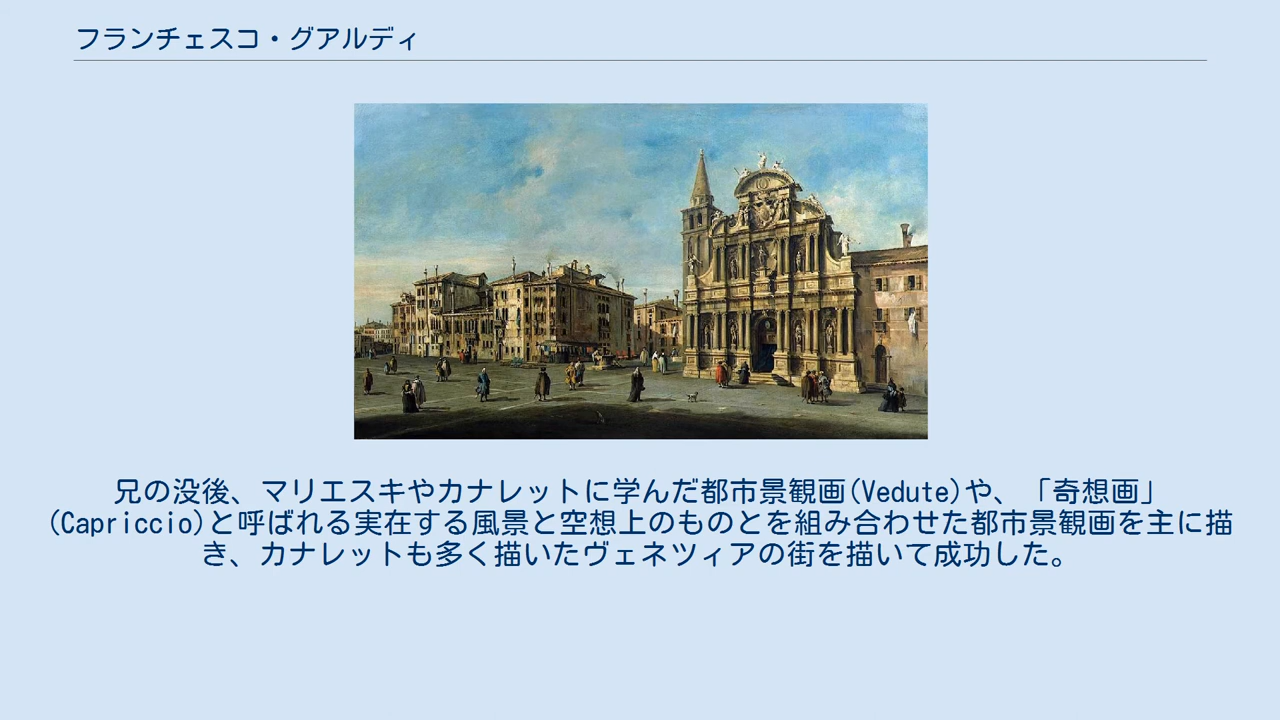 フランチェスコ・グアルディ
兄の没後、マリエスキやカナレットに学んだ都市景観画(Vedute)や、「奇想画」
(Capriccio)と呼ばれる実在する風景と空想上のものとを組み合わせた都市景観画を主に描
き、カナレットも多く描いたヴェネツィアの街を描いて成功した。